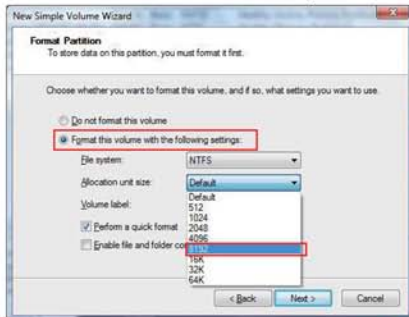 New Simple Volume Wizard
Format Partition
To store data on this partition, you must format it first.
Choose whether you want to format this volume, and if so, what settings you want to use.
Do not format this volume
Format this volume with the following settings:
File system: NTFS
Allocation unit size: Default
Volume label:
Default
512
1024
2048
4096
8192
16K
32K
64K
Perform a quick format
Enable file and folder co
< Back Next > Cancel